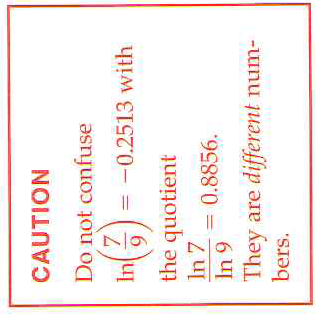 CAUTION
Do not confuse
ln(7/9) = −0.2513 with
the quotient
ln 7 / ln 9 = 0.8856.
They are different num-
bers.